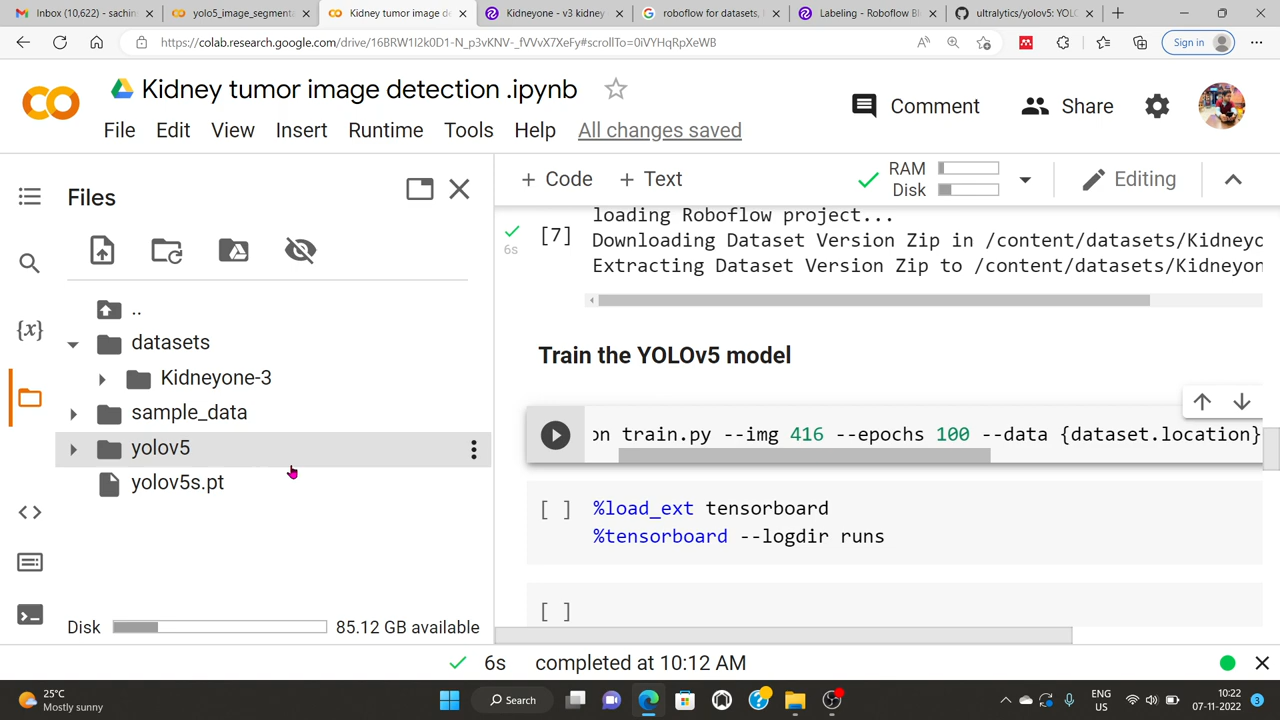 Inbox (10,622) - sachin
yolo5_image_segmenta
Kidney tumor image de
Kidneyone - v3 kidney
roboflow for datasets, l
Labeling - Roboflow Bl
ultralytics/yolov5: YOLO
https://colab.research.google.com/drive/16BRW1I2k0D1-N_p3vKNV-_fVVvX7XeFy#scrollTo=0iVYHqRpXeWB
Sign in
Kidney tumor image detection .ipynb
Comment
Share
File Edit View Insert Runtime Tools Help All changes saved
Files
+ Code + Text
RAM
Disk
Editing
loading Roboflow project...
[7]
6s
Downloading Dataset Version Zip in /content/datasets/Kidneyo
Extracting Dataset Version Zip to /content/datasets/Kidneyon
{x}
..
datasets
Kidneyone-3
sample_data
yolov5
yolov5s.pt
Train the YOLOv5 model
on train.py --img 416 --epochs 100 --data {dataset.location}
[ ]
%load_ext tensorboard
%tensorboard --logdir runs
[ ]
Disk 85.12 GB available
6s completed at 10:12 AM
25°C
Mostly sunny
Search
ENG
US
10:22
07-11-2022
3